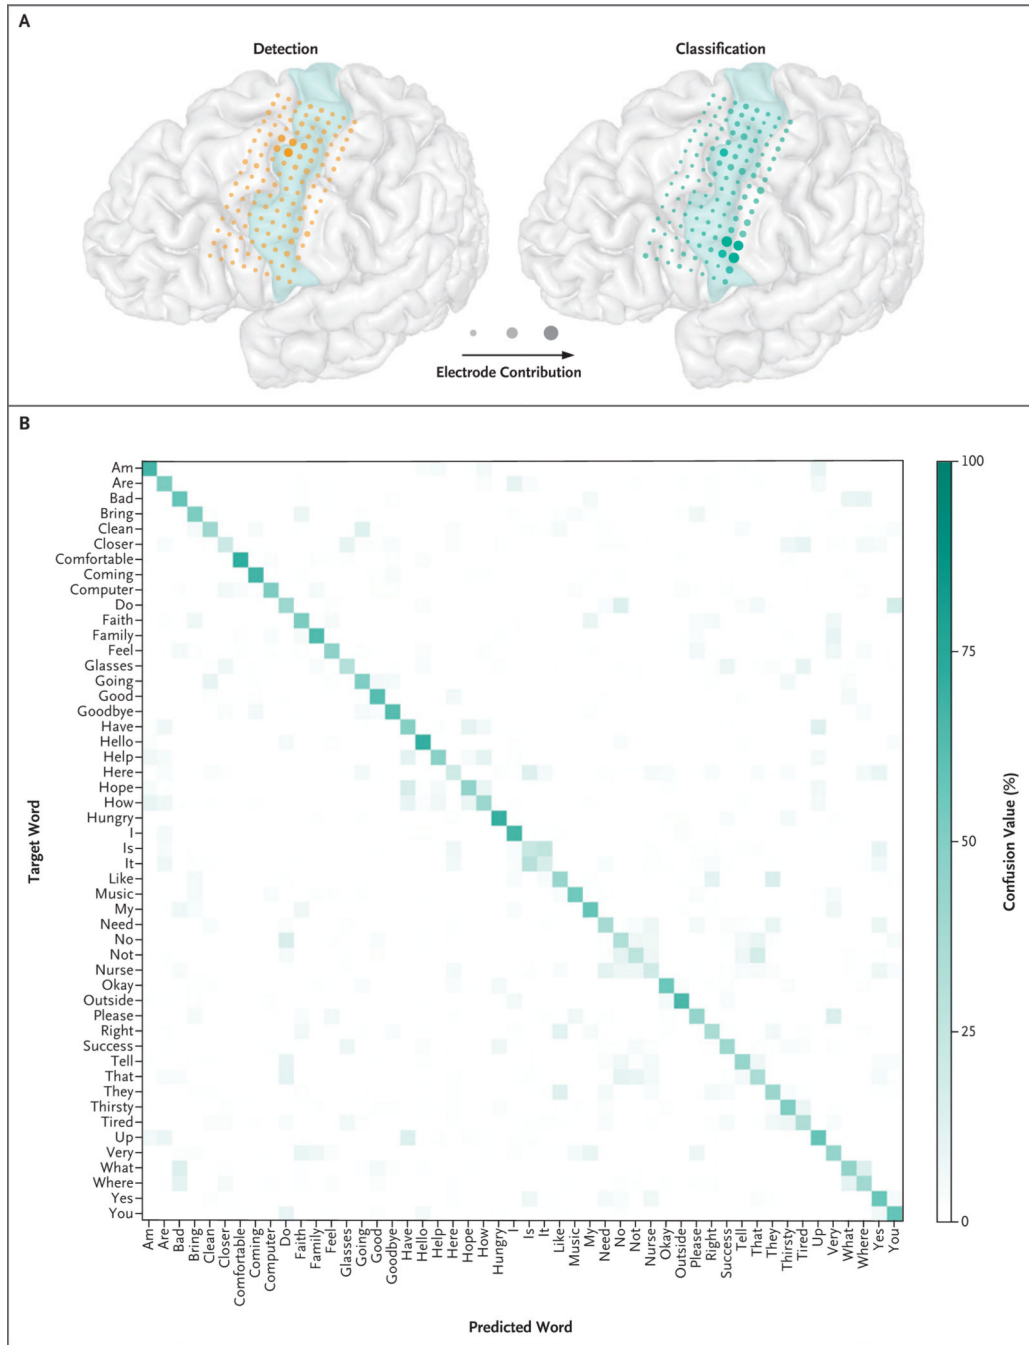 A
Detection
Classification
Electrode Contribution
B
Target Word
Am
Are
Bad
Bring
Clean
Closer
Comfortable
Coming
Computer
Do
Faith
Family
Feel
Glasses
Going
Good
Goodbye
Have
Hello
Help
Here
Hope
How
Hungry
I
Is
It
Like
Music
My
Need
No
Not
Nurse
Okay
Outside
Please
Right
Success
Tell
That
They
Thirsty
Tired
Up
Very
What
Where
Yes
You
Am
Are
Bad
Bring
Clean
Closer
Comfortable
Coming
Computer
Do
Faith
Family
Feel
Glasses
Going
Good
Goodbye
Have
Hello
Help
Here
Hope
How
Hungry
I
Is
It
Like
Music
My
Need
No
Not
Nurse
Okay
Outside
Please
Right
Success
Tell
That
They
Thirsty
Tired
Up
Very
What
Where
Yes
You
Predicted Word
100
75
50
25
0
Confusion Value (%)